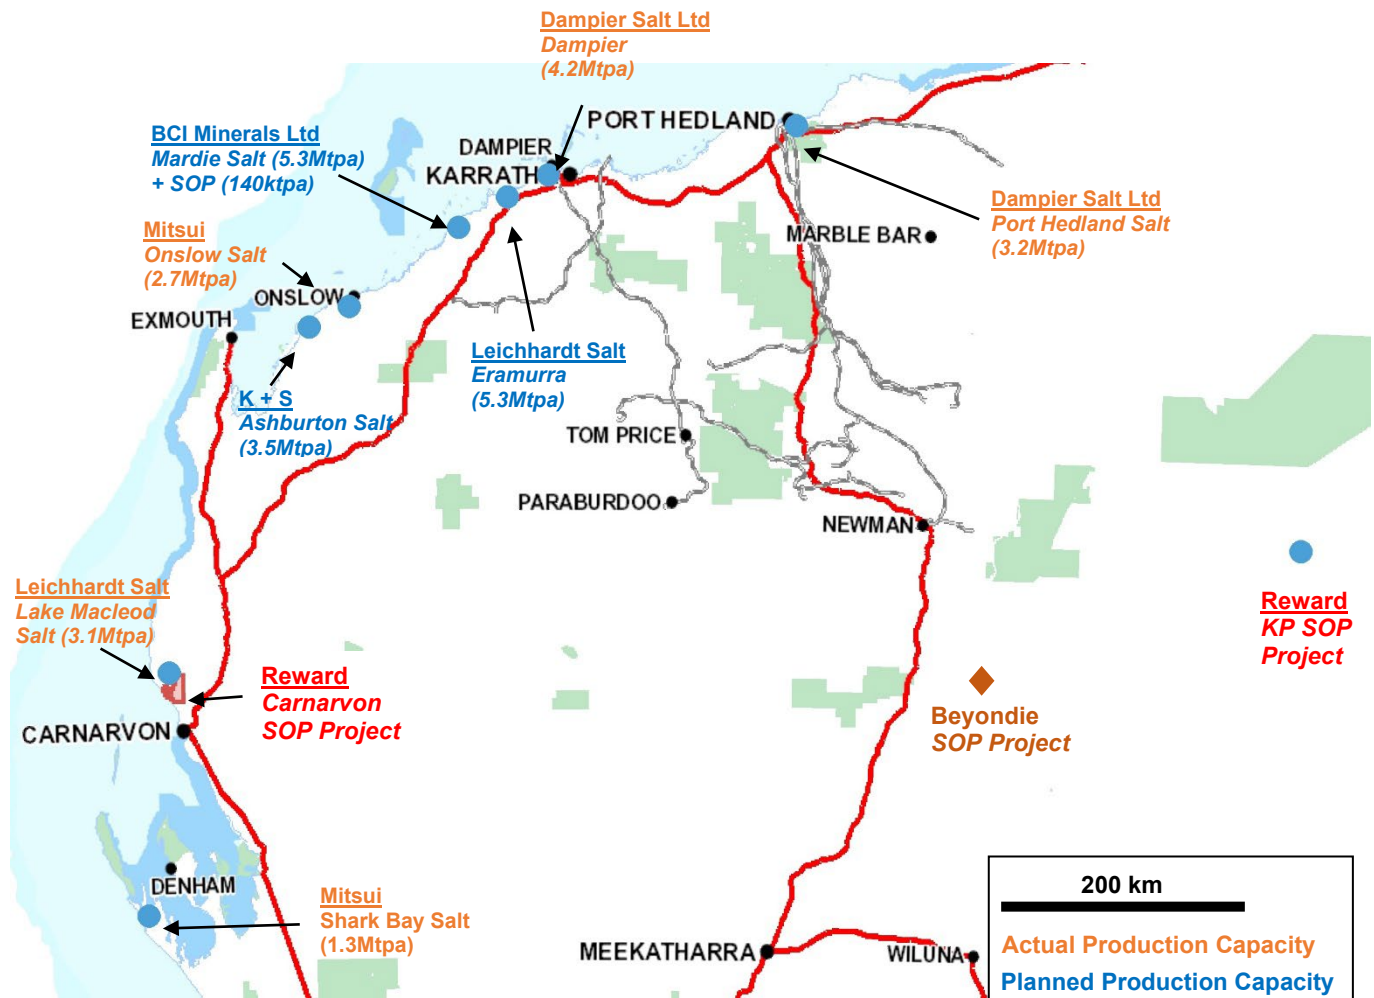 Dampier Salt Ltd
Dampier
(4.2Mtpa)
PORT HEDLAND
BCI Minerals Ltd
Mardie Salt (5.3Mtpa)
+ SOP (140ktpa)
DAMPIER
KARRATH
Dampier Salt Ltd
Port Hedland Salt
(3.2Mtpa)
Mitsui
Onslow Salt
(2.7Mtpa)
MARBLE BAR
ONSLOW
EXMOUTH
Leichhardt Salt
Eramurra
(5.3Mtpa)
K + S
Ashburton Salt
(3.5Mtpa)
TOM PRICE
PARABURDOO
NEWMAN
Leichhardt Salt
Lake Macleod
Salt (3.1Mtpa)
Reward
KP SOP
Project
Reward
Carnarvon
SOP Project
CARNARVON
Beyondie
SOP Project
DENHAM
Mitsui
Shark Bay Salt
(1.3Mtpa)
MEEKATHARRA
WILUNA
200 km
Actual Production Capacity
Planned Production Capacity